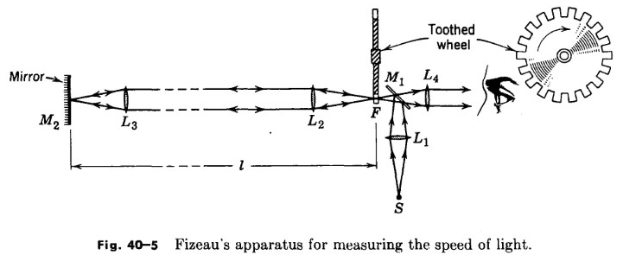 Toothed
wheel
Mirror
M₁
L₄
M₂
L₃
L₂
F
L₁
l
S
Fig. 40–5 Fizeau's apparatus for measuring the speed of light.